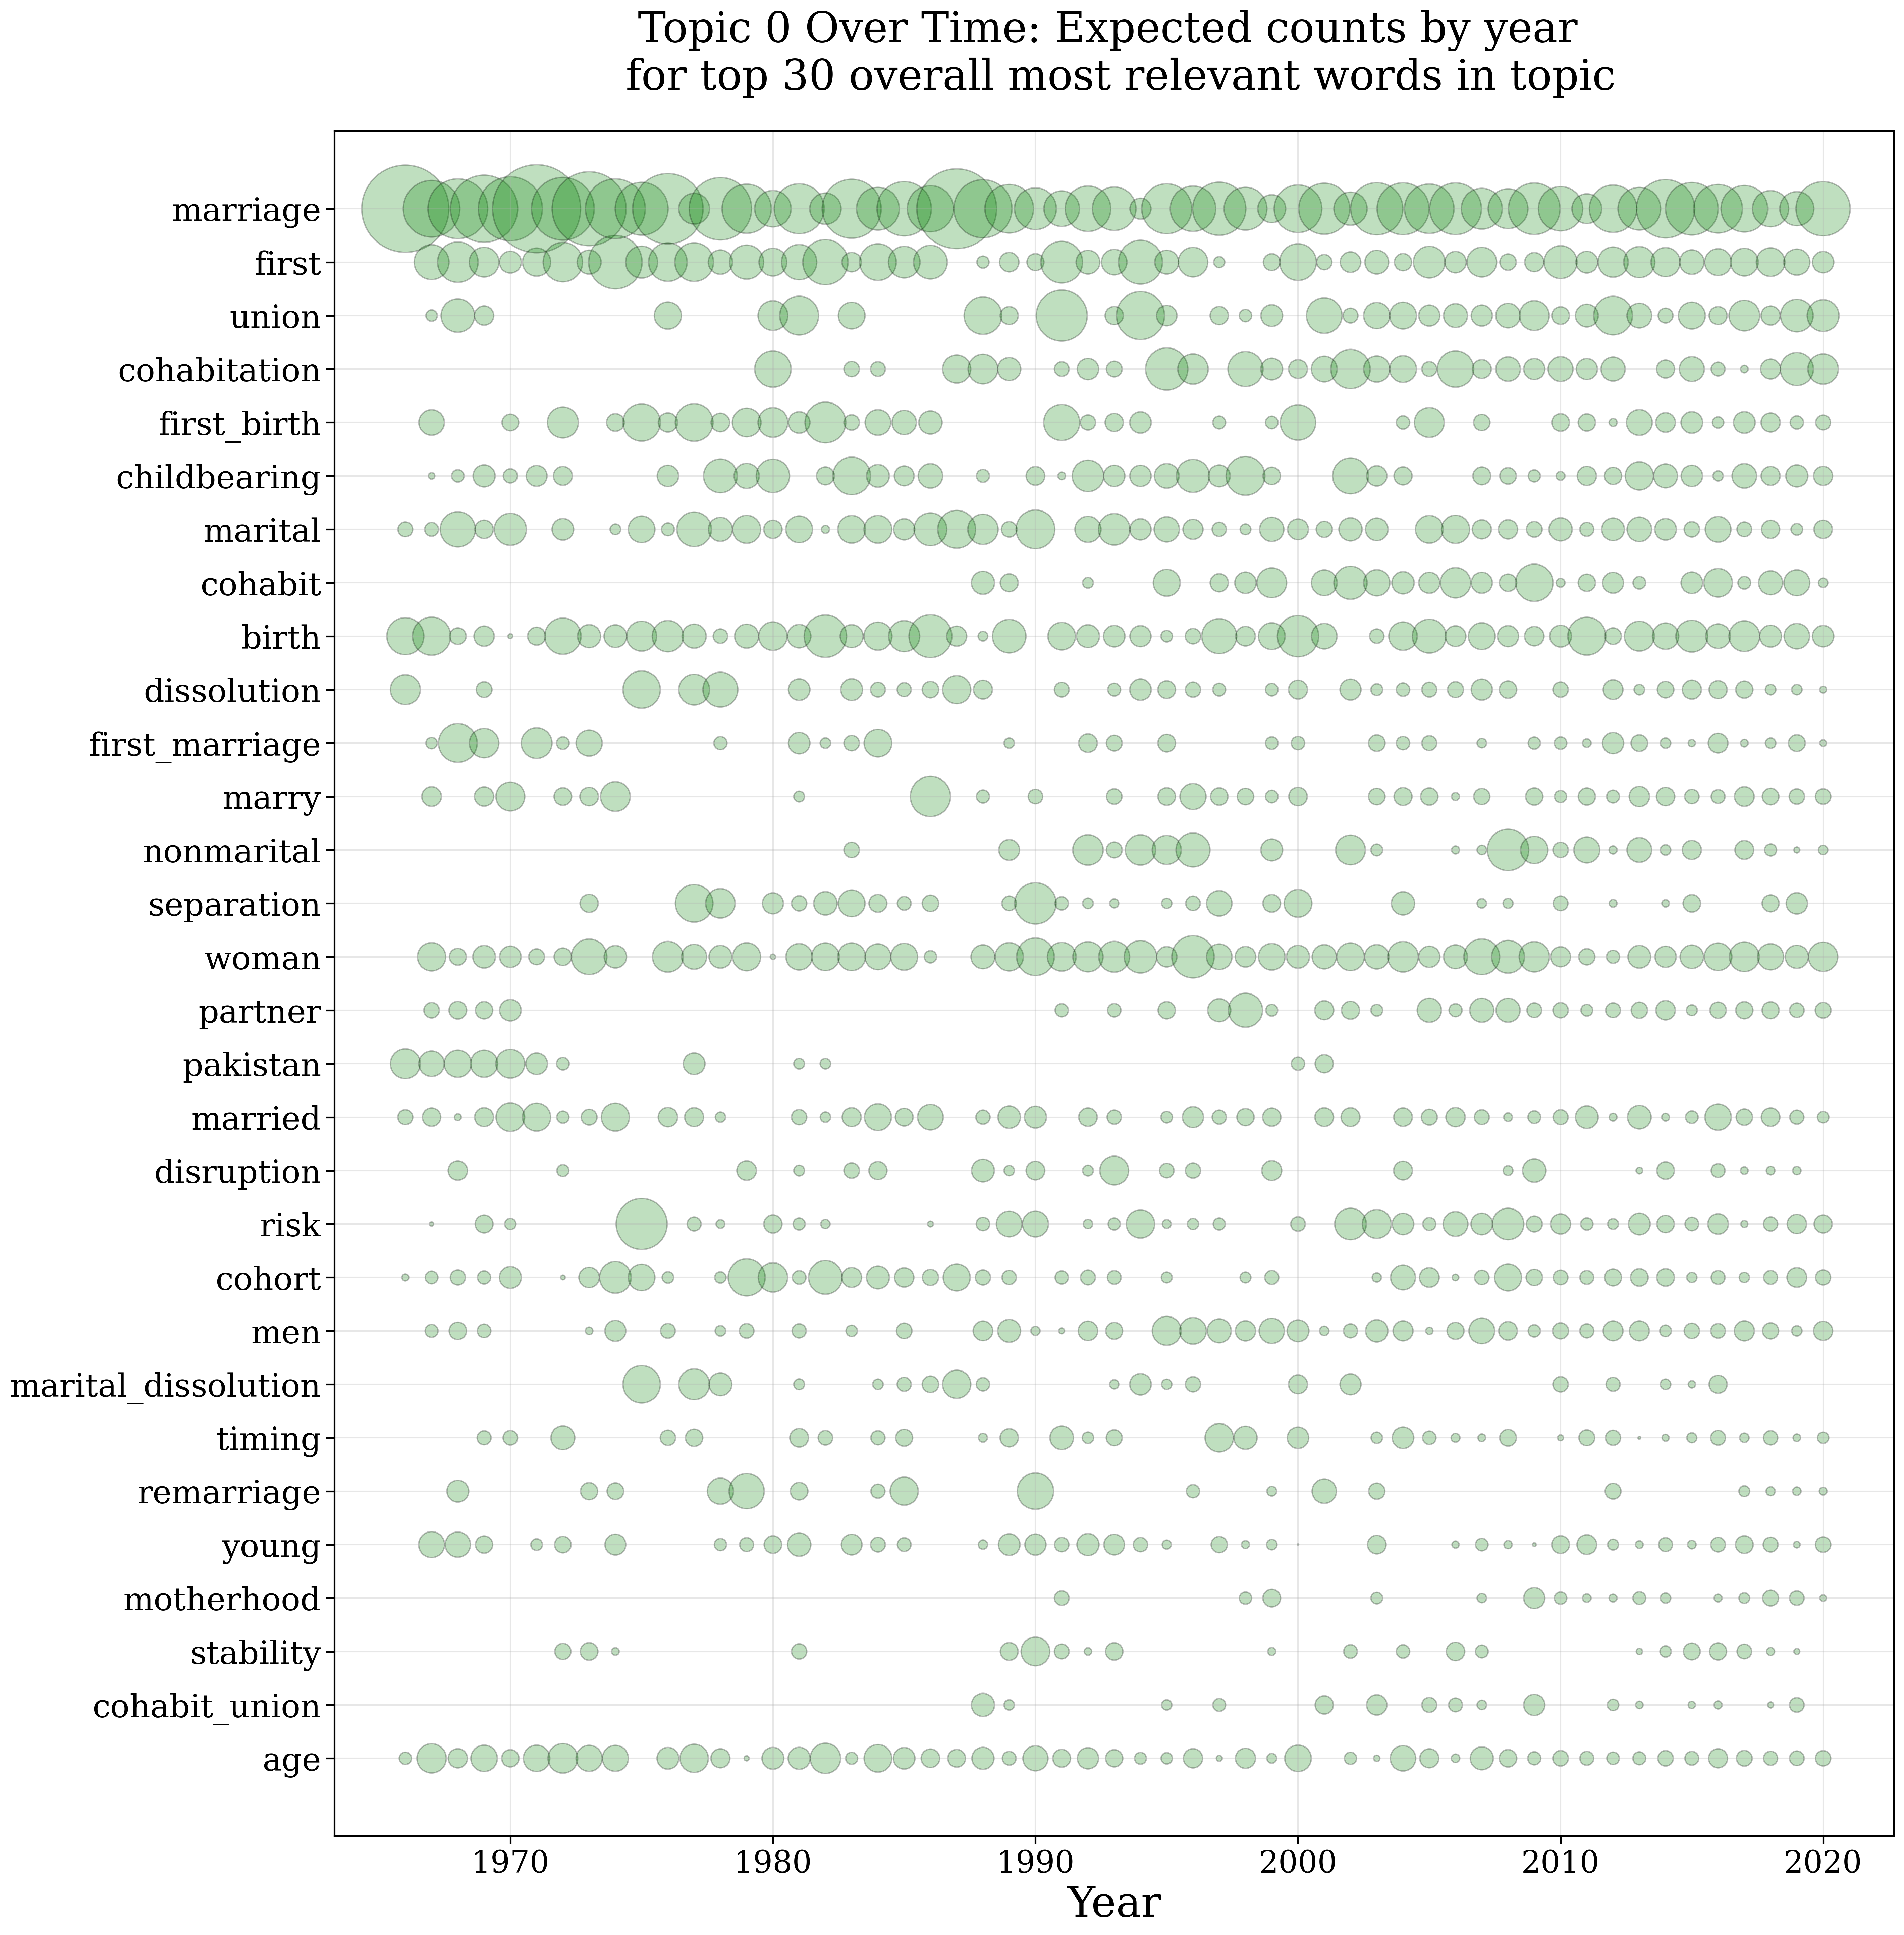 Topic 0 Over Time: Expected counts by year
for top 30 overall most relevant words in topic
marriage
first
union
cohabitation
first_birth
childbearing
marital
cohabit
birth
dissolution
first_marriage
marry
nonmarital
separation
woman
partner
pakistan
married
disruption
risk
cohort
men
marital_dissolution
timing
remarriage
young
motherhood
stability
cohabit_union
age
1970 1980 1990 2000 2010 2020
Year